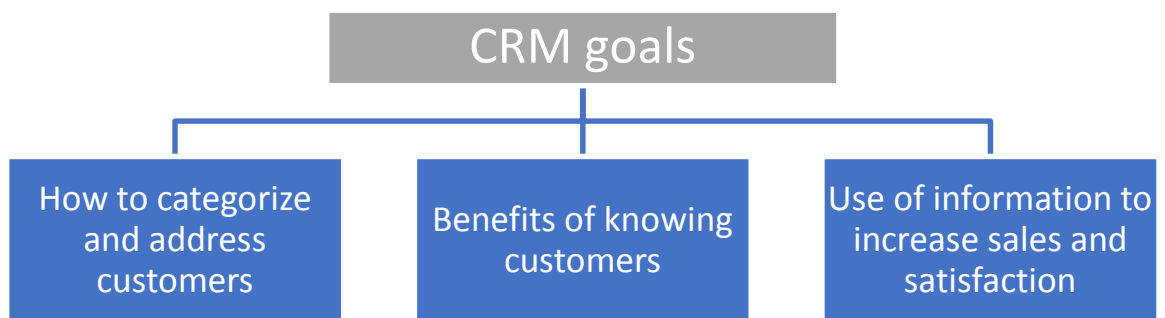 CRM goals
How to categorize
and address
customers
Benefits of knowing
customers
Use of information to
increase sales and
satisfaction